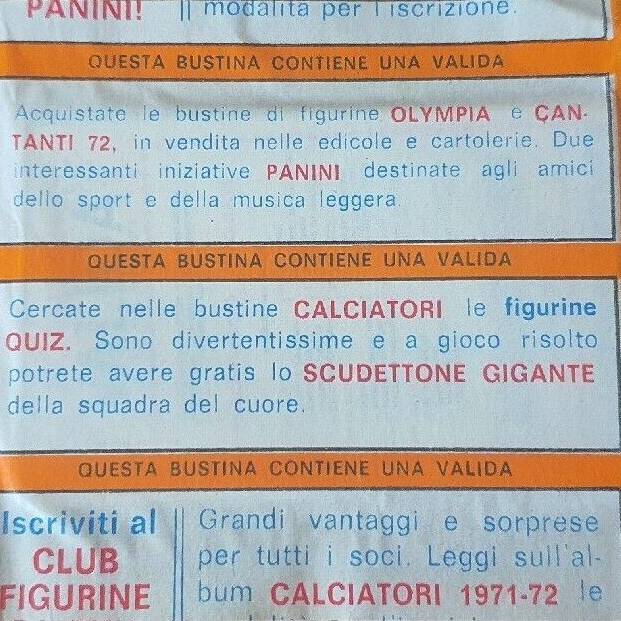 PANINI!
modalità per l'iscrizione.
QUESTA BUSTINA CONTIENE UNA VALIDA
Acquistate le bustine di figurine OLYMPIA e CAN-
TANTI 72, in vendita nelle edicole e cartolerie. Due
interessanti iniziative PANINI destinate agli amici
dello sport e della musica leggera.
QUESTA BUSTINA CONTIENE UNA VALIDA
Cercate nelle bustine CALCIATORI le figurine
QUIZ. Sono divertentissime e a gioco risolto
potrete avere gratis lo SCUDETTONE GIGANTE
della squadra del cuore.
QUESTA BUSTINA CONTIENE UNA VALIDA
Iscriviti al
CLUB
FIGURINE
Grandi vantaggi e sorprese
per tutti i soci. Leggi sull'al-
bum CALCIATORI 1971-72 le